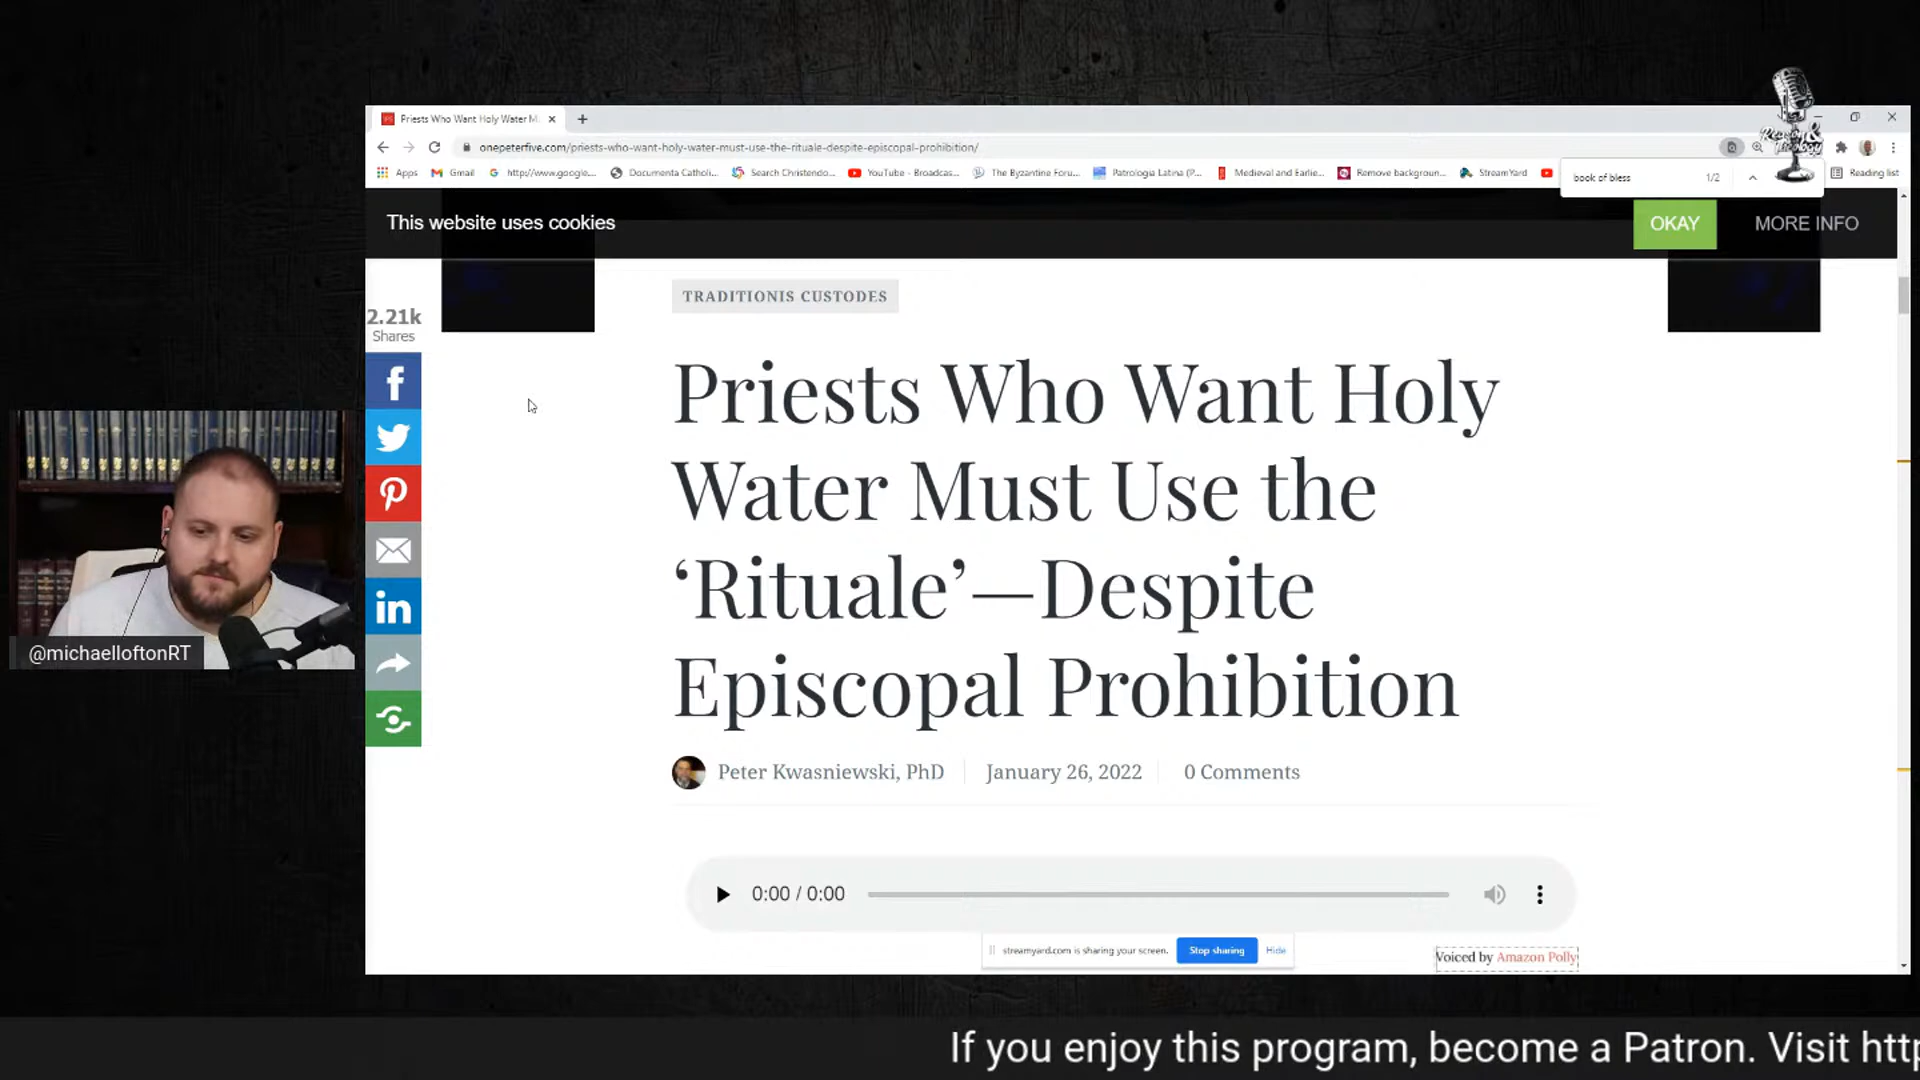 Priests Who Want Holy Water M
onepeterfive.com/priests-who-want-holy-water-must-use-the-rituale-despite-episcopal-prohibition/
Apps Gmail http://www.google... Documenta Catholi... Search Christendo... YouTube - Broadcas... The Byzantine Foru... Patrologia Latina (P... Medieval and Earlie... Remove backgroun... StreamYard Reading list
book of bless 1/2
Reason & Theology
This website uses cookies OKAY MORE INFO
TRADITIONIS CUSTODES
2.21k
Shares
Priests Who Want Holy
Water Must Use the
‘Rituale’—Despite
Episcopal Prohibition
@michaelloftonRT
Peter Kwasniewski, PhD January 26, 2022 0 Comments
0:00 / 0:00
streamyard.com is sharing your screen. Stop sharing Hide
Voiced by Amazon Polly
If you enjoy this program, become a Patron. Visit http